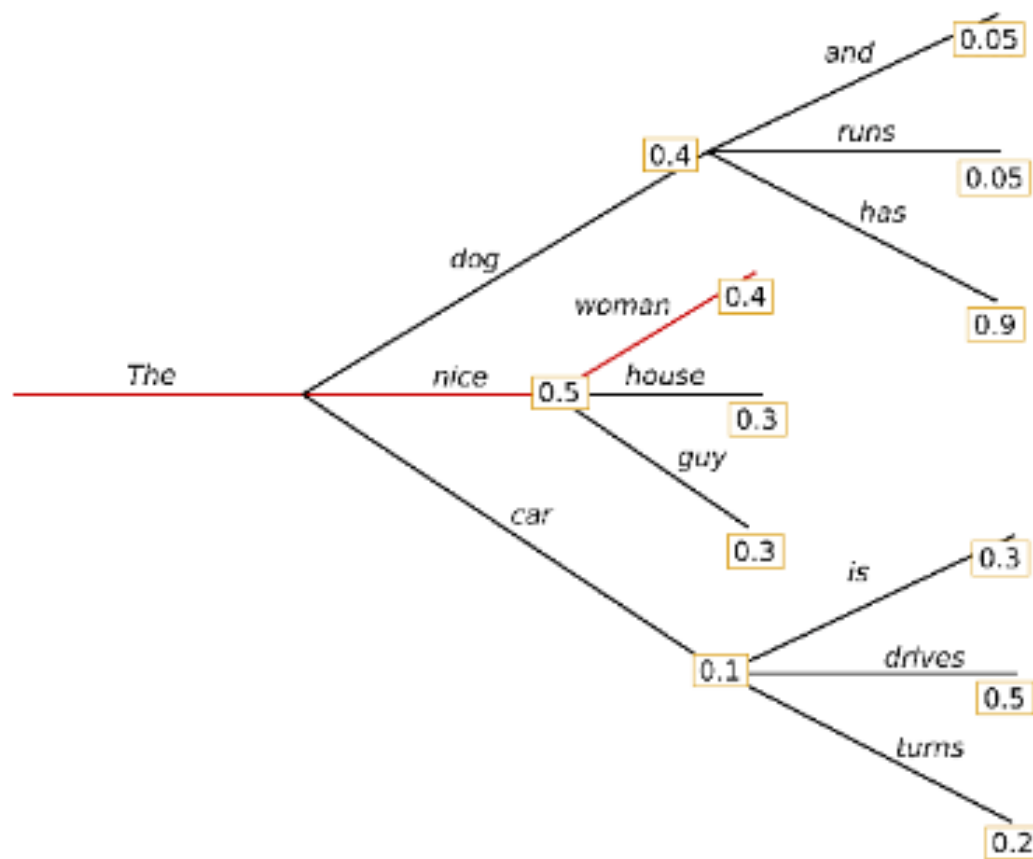 and
0.05
runs
0.4
0.05
has
dog
woman
0.4
0.9
The
nice
0.5
house
0.3
guy
car
0.3
is
0.3
drives
0.1
0.5
turns
0.2